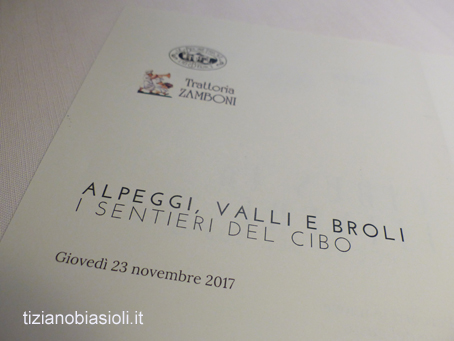 Trattoria
ZAMBONI
ALPEGGI, VALLI E BROLI
I SENTIERI DEL CIBO
Giovedì 23 novembre 2017
tizianobiasioli.it